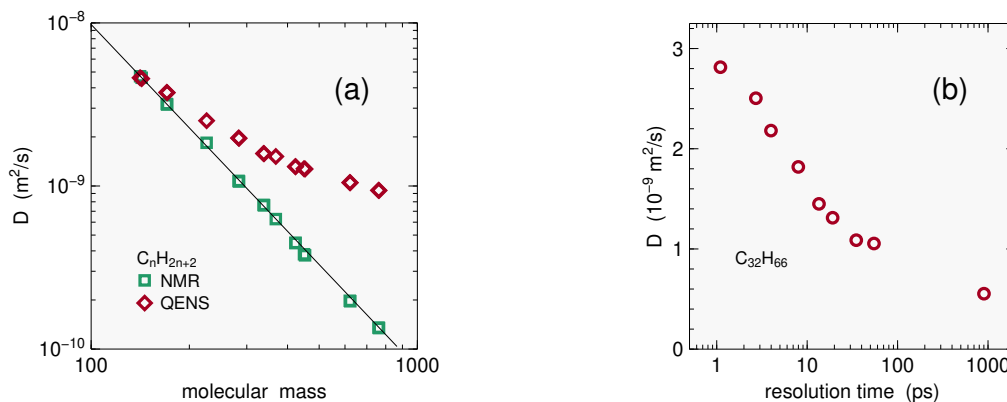 10⁻⁸
10⁻⁹
10⁻¹⁰
D (m²/s)
(a)
CₙH₂ₙ₊₂
NMR
QENS
100
1000
molecular mass
3
2
1
0
D (10⁻⁹ m²/s)
(b)
C₃₂H₆₆
1
10
100
1000
resolution time (ps)